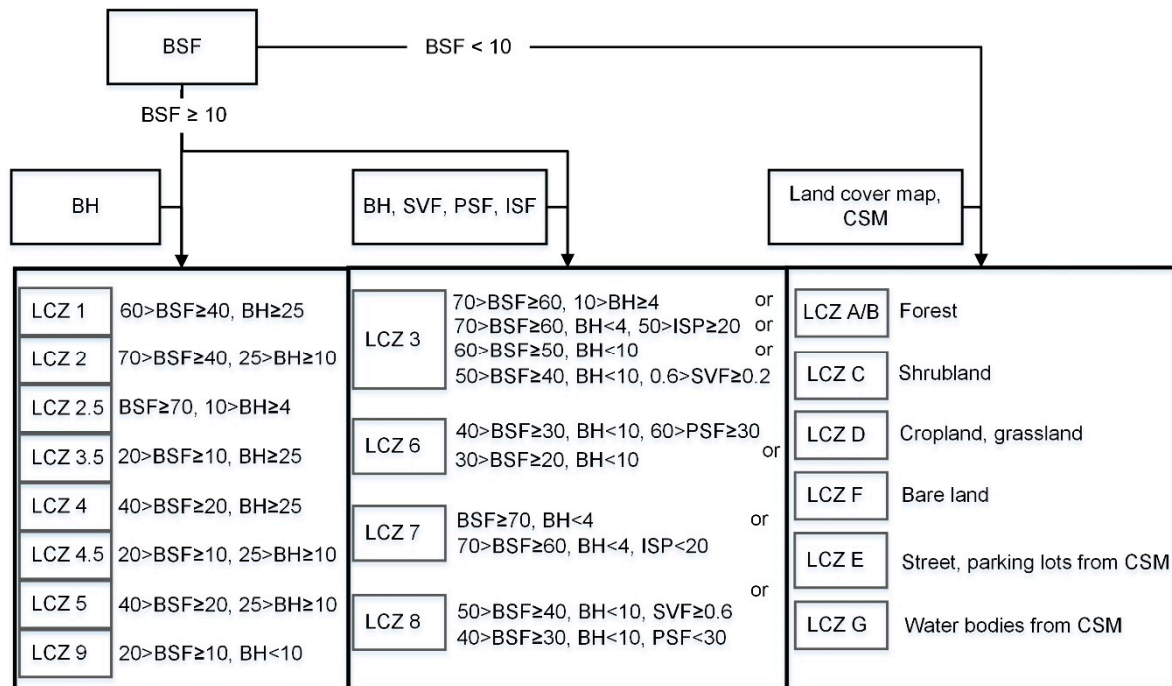 BSF
BSF < 10
BSF ≥ 10
BH
BH, SVF, PSF, ISF
Land cover map,
CSM
LCZ 1 60>BSF≥40, BH≥25
LCZ 2 70>BSF≥40, 25>BH≥10
LCZ 2.5 BSF≥70, 10>BH≥4
LCZ 3.5 20>BSF≥10, BH≥25
LCZ 4 40>BSF≥20, BH≥25
LCZ 4.5 20>BSF≥10, 25>BH≥10
LCZ 5 40>BSF≥20, 25>BH≥10
LCZ 9 20>BSF≥10, BH<10
LCZ 3
70>BSF≥60, 10>BH≥4 or
70>BSF≥60, BH<4, 50>ISP≥20 or
60>BSF≥50, BH<10 or
50>BSF≥40, BH<10, 0.6>SVF≥0.2
LCZ 6
40>BSF≥30, BH<10, 60>PSF≥30
30>BSF≥20, BH<10 or
LCZ 7
BSF≥70, BH<4 or
70>BSF≥60, BH<4, ISP<20
LCZ 8
or
50>BSF≥40, BH<10, SVF≥0.6
40>BSF≥30, BH<10, PSF<30
LCZ A/B Forest
LCZ C Shrubland
LCZ D Cropland, grassland
LCZ F Bare land
LCZ E Street, parking lots from CSM
LCZ G Water bodies from CSM